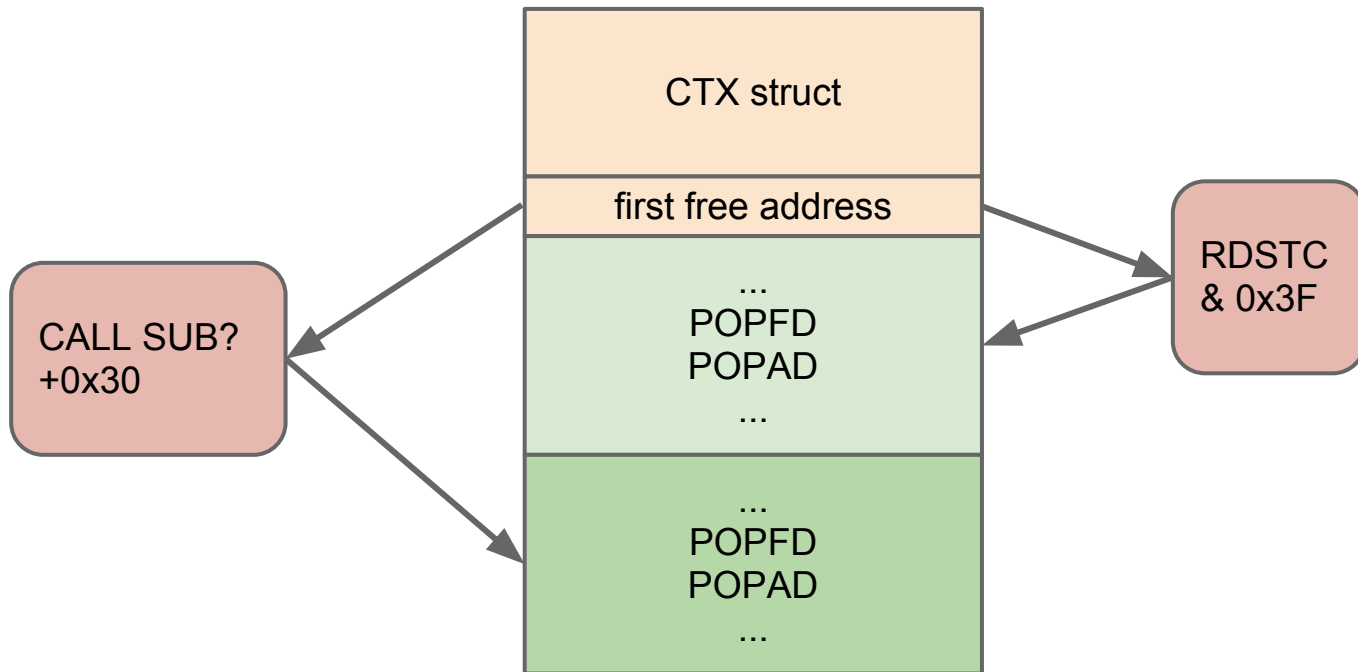 CTX struct
first free address
CALL SUB?
+0x30
...
POPFD
POPAD
...
RDSTC
& 0x3F
...
POPFD
POPAD
...